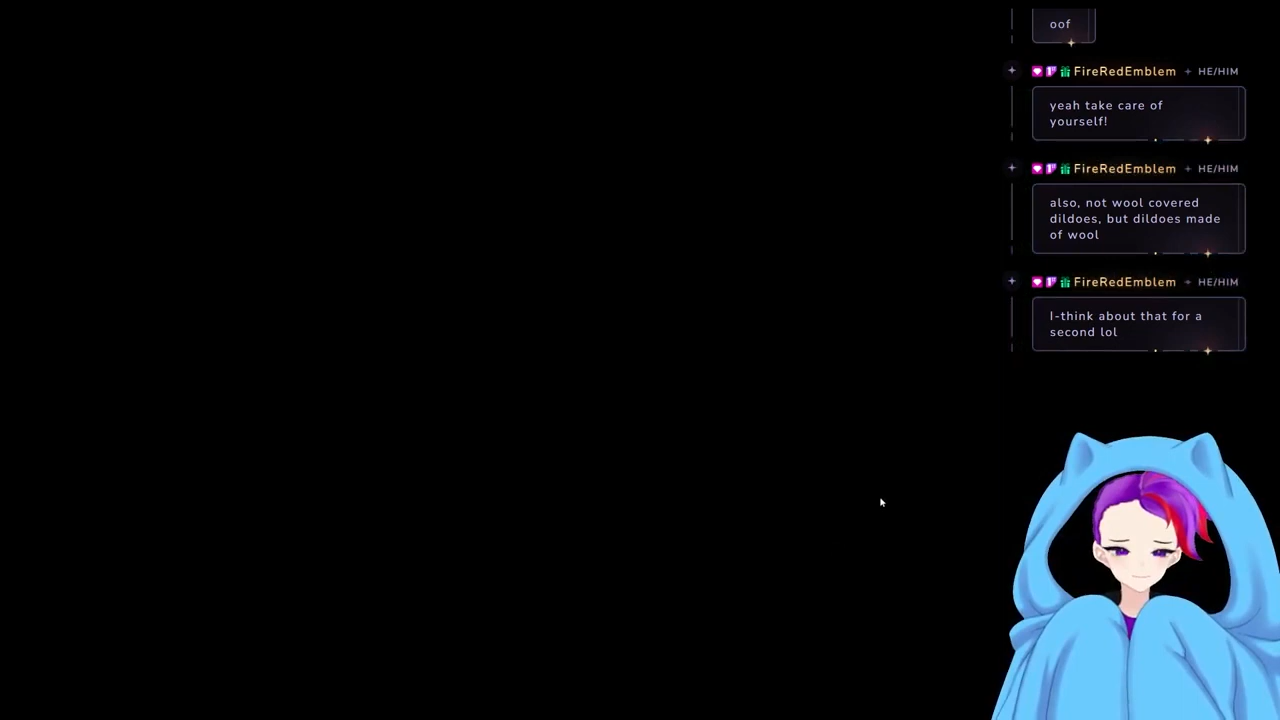 oof
FireRedEmblem HE/HIM
yeah take care of
yourself!
FireRedEmblem HE/HIM
also, not wool covered
dildoes, but dildoes made
of wool
FireRedEmblem HE/HIM
I-think about that for a
second lol